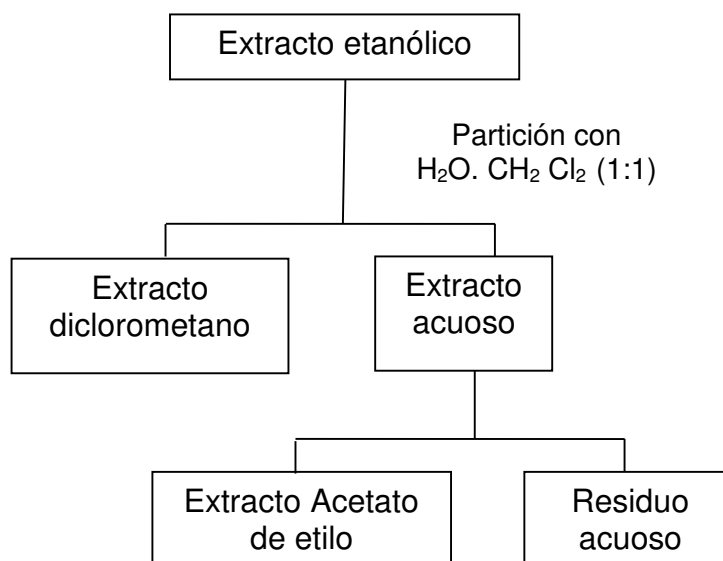 Extracto etanólico
Partición con
H₂O. CH₂ Cl₂ (1:1)
Extracto
diclorometano
Extracto
acuoso
Extracto Acetato
de etilo
Residuo
acuoso